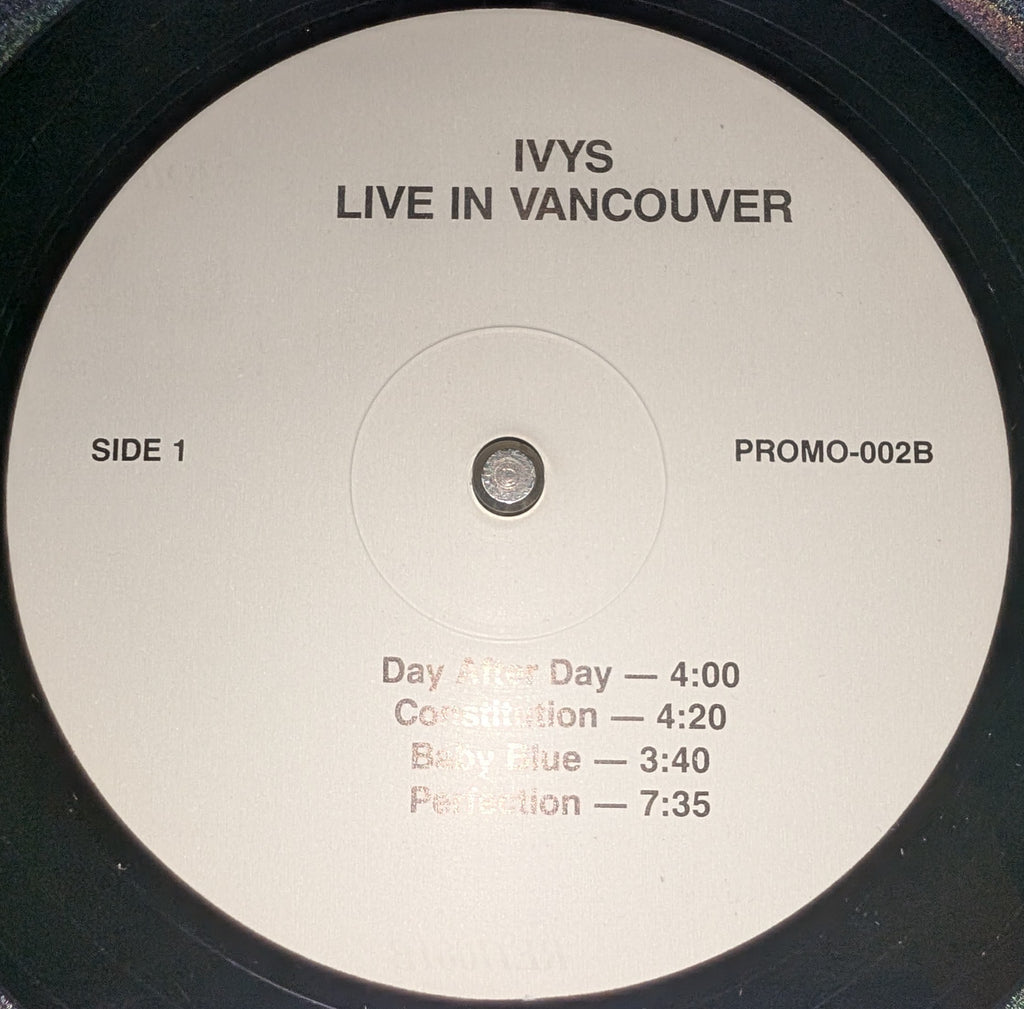 IVYS
LIVE IN VANCOUVER
SIDE 1
PROMO-002B
Day After Day — 4:00
Constitution — 4:20
Baby Blue — 3:40
Perfection — 7:35